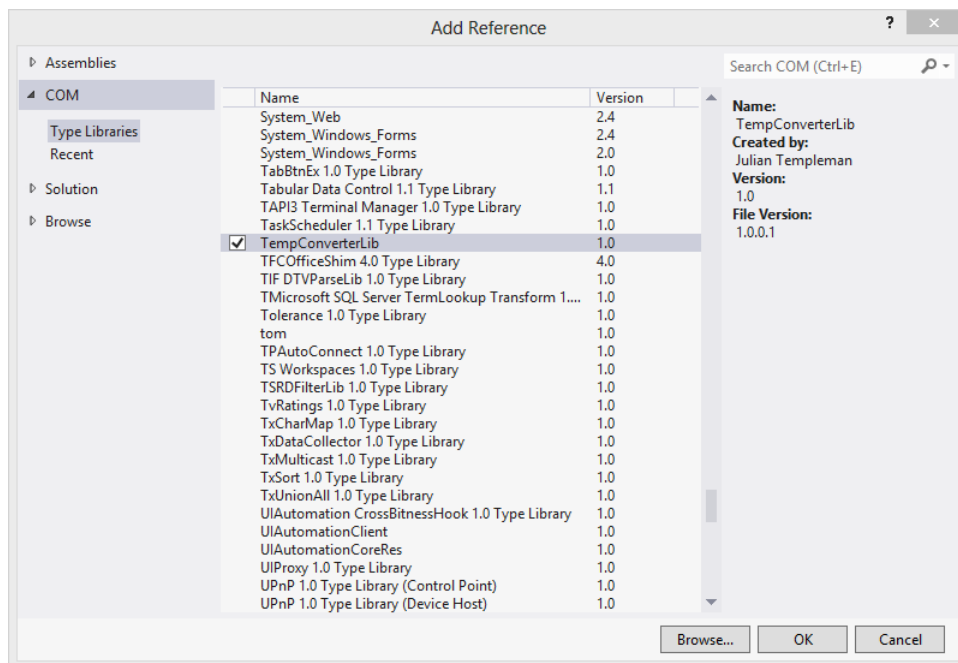 Add Reference
?
Assemblies
COM
Type Libraries
Recent
Solution
Browse
Name Version
System_Web 2.4
System_Windows_Forms 2.4
System_Windows_Forms 2.0
TabBtnEx 1.0 Type Library 1.0
Tabular Data Control 1.1 Type Library 1.1
TAPI3 Terminal Manager 1.0 Type Library 1.0
TaskScheduler 1.1 Type Library 1.0
TempConverterLib 1.0
TFCOfficeShim 4.0 Type Library 4.0
TIF DTVParseLib 1.0 Type Library 1.0
TMicrosoft SQL Server TermLookup Transform 1.... 1.0
Tolerance 1.0 Type Library 1.0
tom 1.0
TPAutoConnect 1.0 Type Library 1.0
TS Workspaces 1.0 Type Library 1.0
TSRDFilterLib 1.0 Type Library 1.0
TvRatings 1.0 Type Library 1.0
TxCharMap 1.0 Type Library 1.0
TxDataCollector 1.0 Type Library 1.0
TxMulticast 1.0 Type Library 1.0
TxSort 1.0 Type Library 1.0
TxUnionAll 1.0 Type Library 1.0
UIAutomation CrossBitnessHook 1.0 Type Library 1.0
UIAutomationClient 1.0
UIAutomationCoreRes 1.0
UIProxy 1.0 Type Library 1.0
UPnP 1.0 Type Library (Control Point) 1.0
UPnP 1.0 Type Library (Device Host) 1.0
Search COM (Ctrl+E)
Name:
TempConverterLib
Created by:
Julian Templeman
Version:
1.0
File Version:
1.0.0.1
Browse... OK Cancel